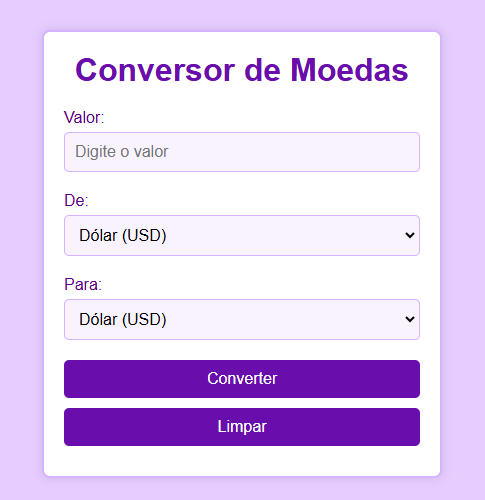 Conversor de Moedas
Valor:
Digite o valor
De:
Dólar (USD)
Para:
Dólar (USD)
Converter
Limpar